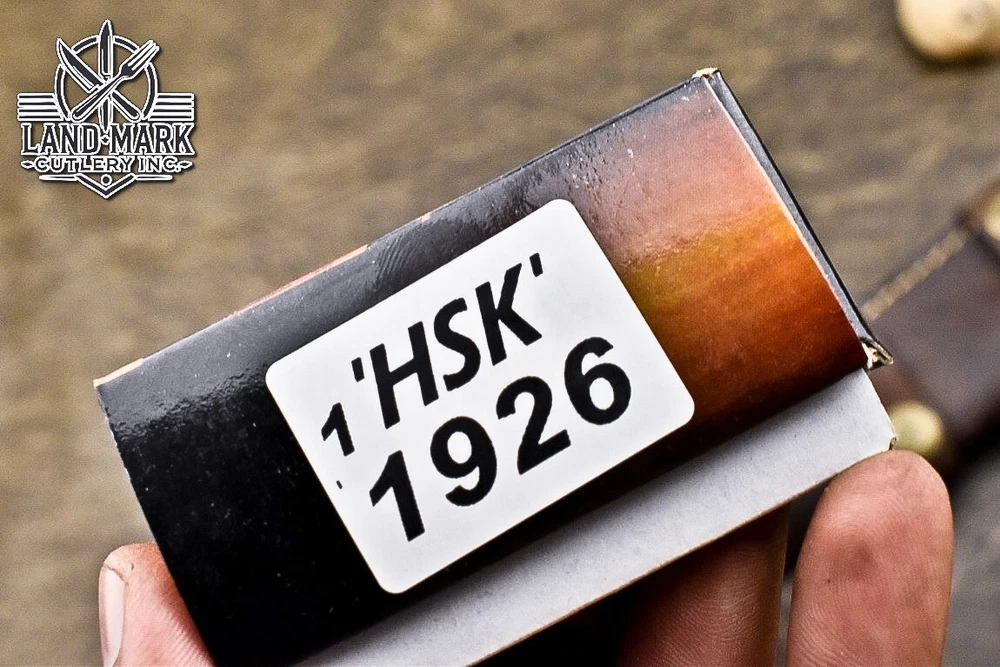 LAND MARK
CUTLERY INC.
'HSK'
1
1926